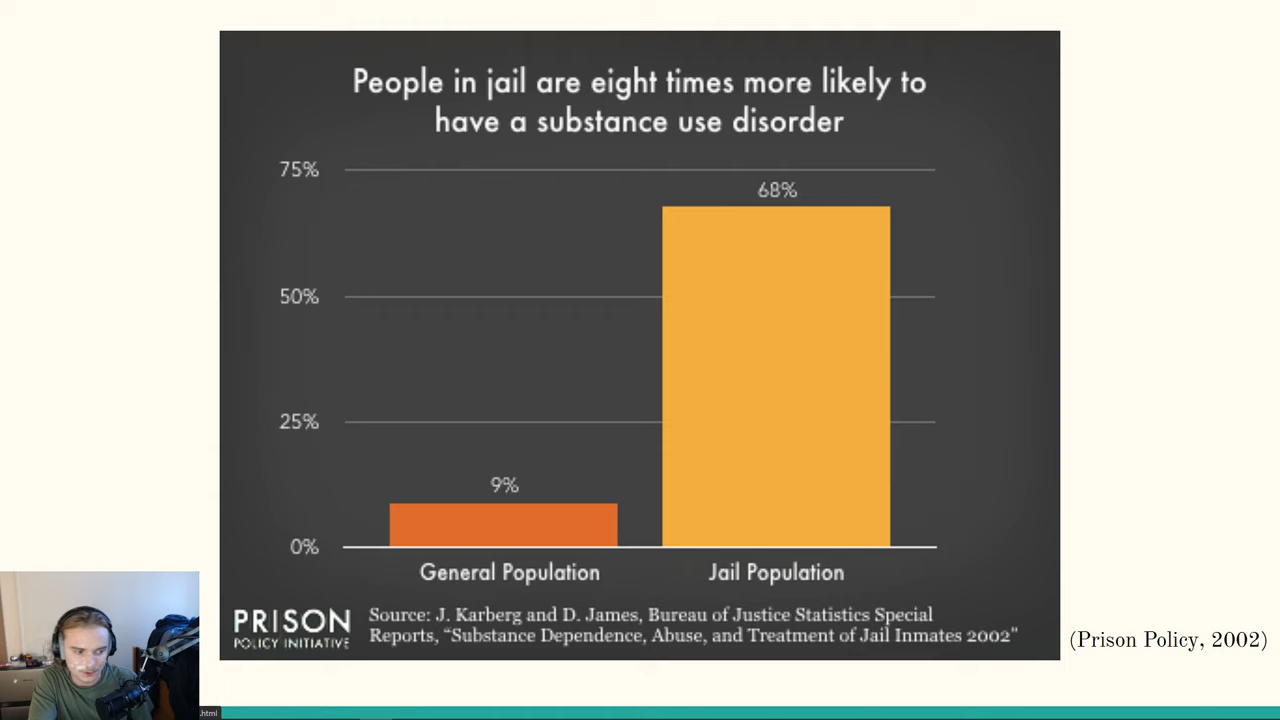 People in jail are eight times more likely to
have a substance use disorder
75%
68%
50%
25%
9%
0%
General Population
Jail Population
PRISON
POLICY INITIATIVE
Source: J. Karberg and D. James, Bureau of Justice Statistics Special
Reports, “Substance Dependence, Abuse, and Treatment of Jail Inmates 2002”
(Prison Policy, 2002)
.html